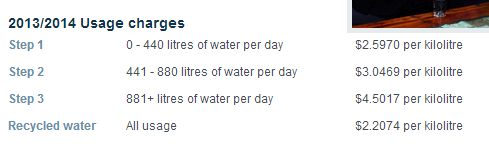 2013/2014 Usage charges
Step 1 0 - 440 litres of water per day $2.5970 per kilolitre
Step 2 441 - 880 litres of water per day $3.0469 per kilolitre
Step 3 881+ litres of water per day $4.5017 per kilolitre
Recycled water All usage $2.2074 per kilolitre